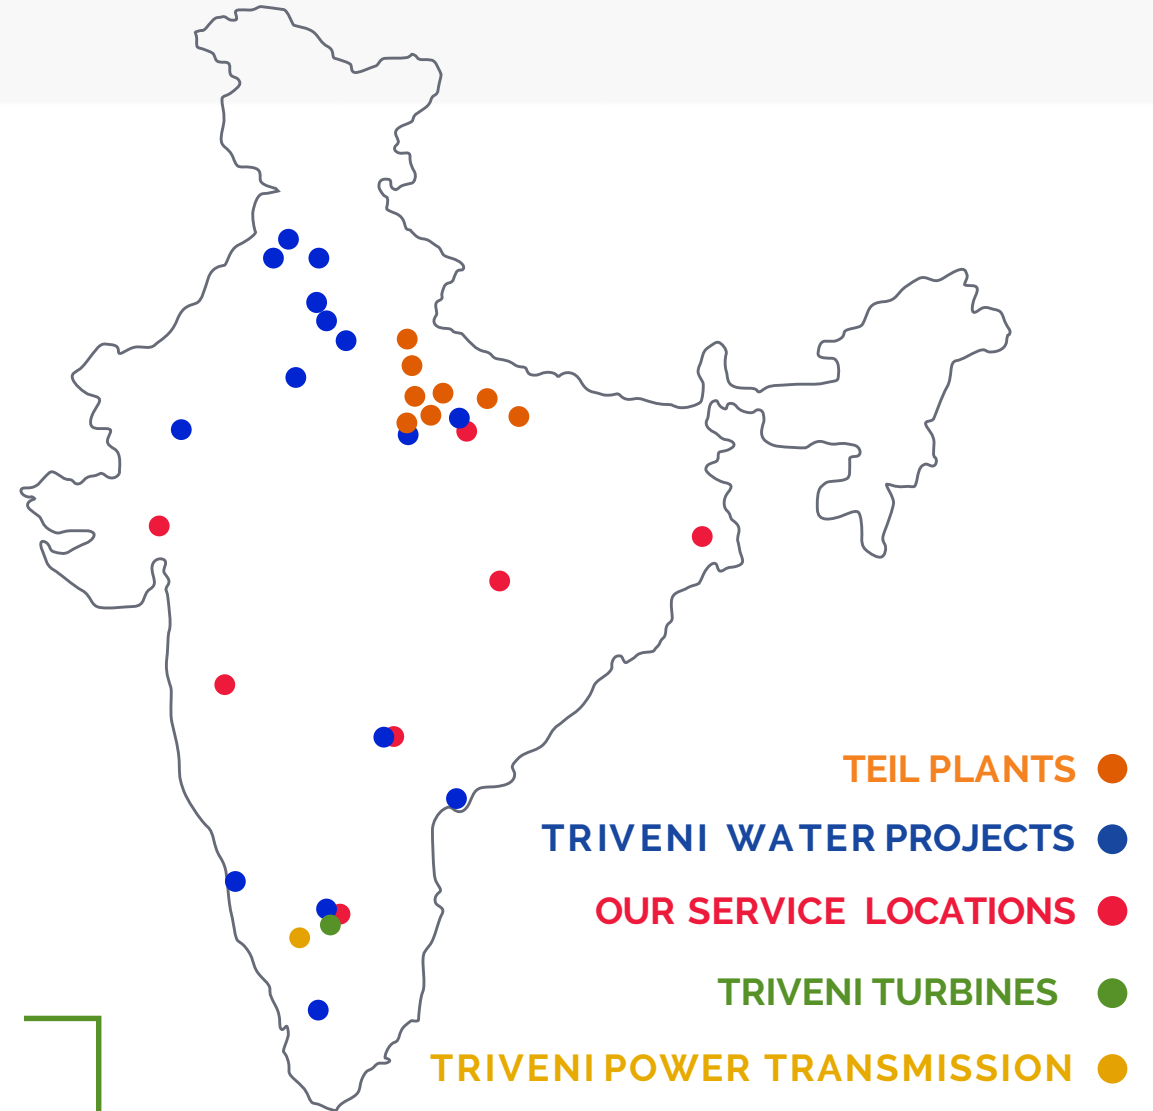 TEIL PLANTS
TRIVENI WATER PROJECTS
OUR SERVICE LOCATIONS
TRIVENI TURBINES
TRIVENI POWER TRANSMISSION